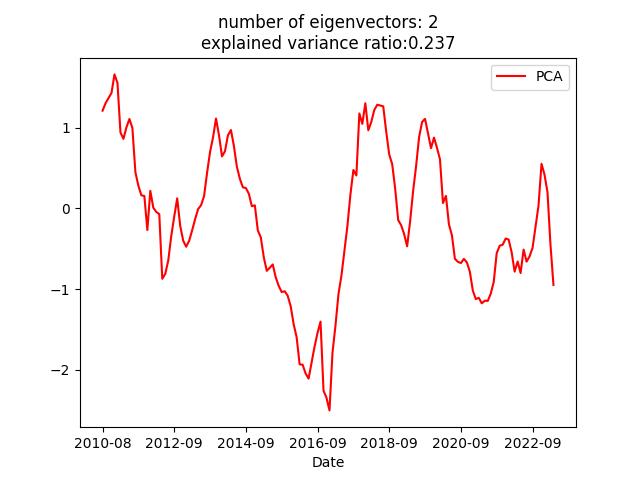 number of eigenvectors: 2
explained variance ratio:0.237
PCA
1
0
−1
−2
2010-08 2012-09 2014-09 2016-09 2018-09 2020-09 2022-09
Date